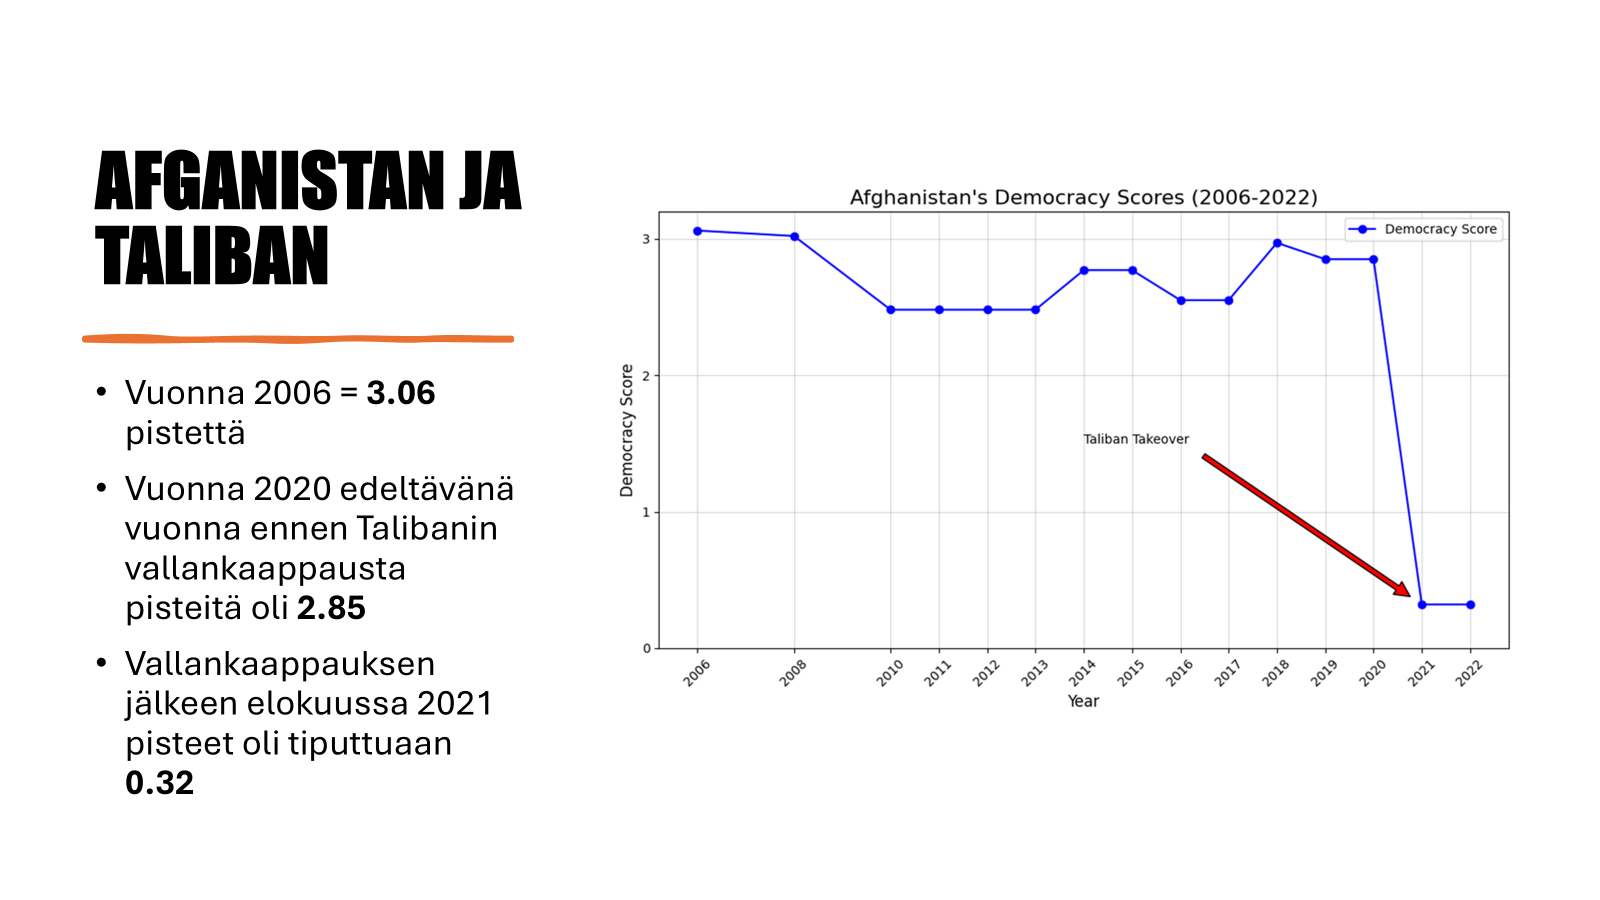 AFGANISTAN JA
TALIBAN
• Vuonna 2006 = 3.06
pistettä
• Vuonna 2020 edeltävänä
vuonna ennen Talibanin
vallankaappausta
pisteitä oli 2.85
• Vallankaappauksen
jälkeen elokuussa 2021
pisteet oli tiputtuaan
0.32
Afghanistan's Democracy Scores (2006-2022)
Democracy Score
3
2
1
0
Democracy Score
Taliban Takeover
2006
2008
2010
2011
2012
2013
2014
2015
2016
2017
2018
2019
2020
2021
2022
Year